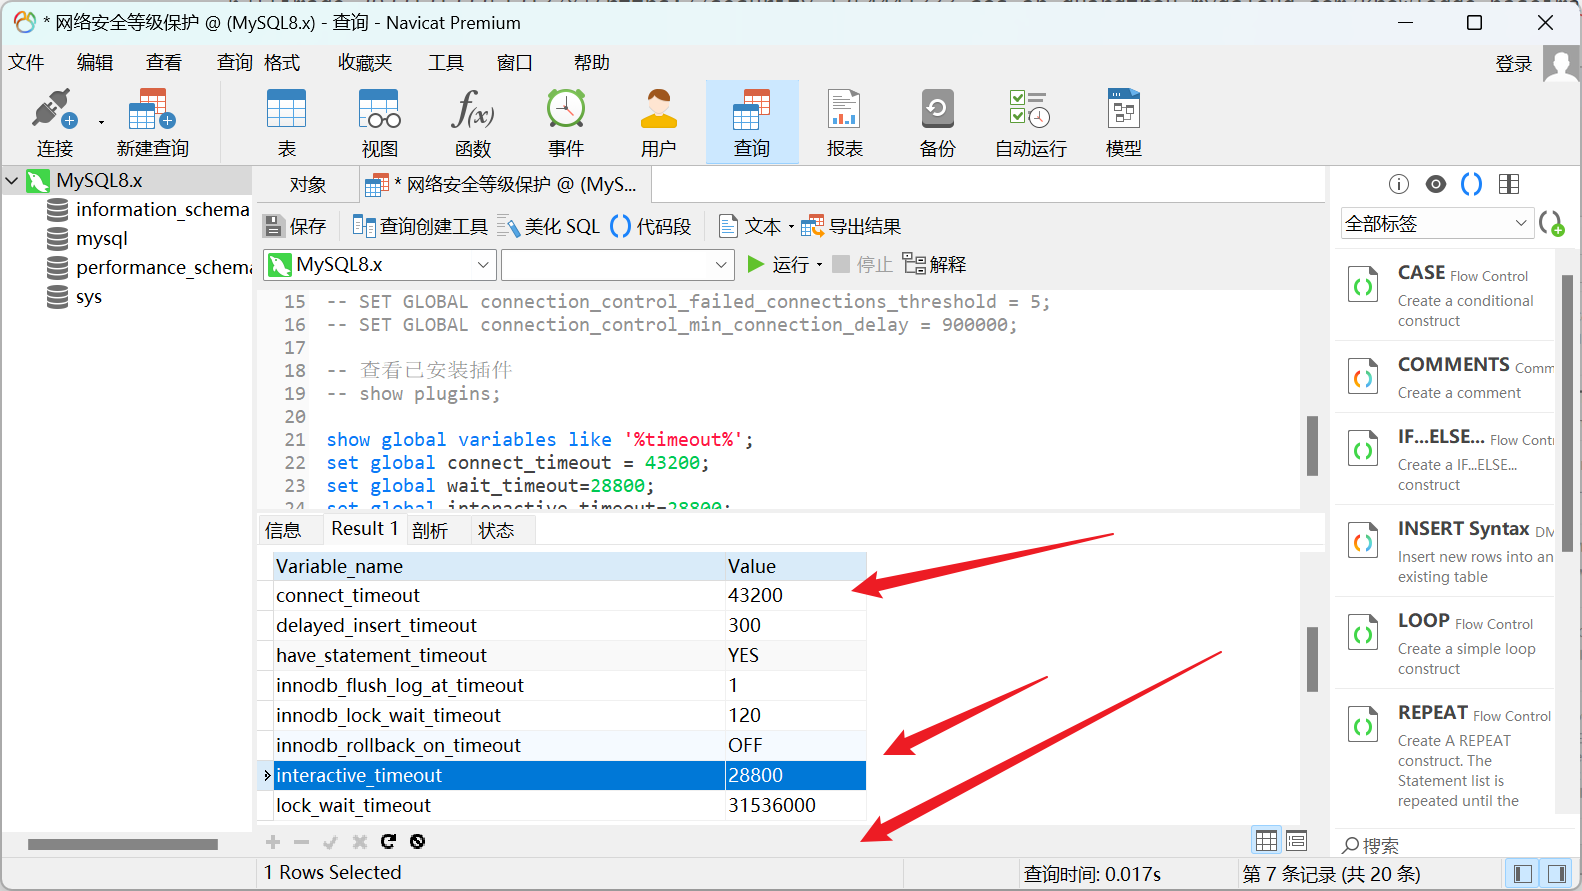 * 网络安全等级保护 @ (MySQL8.x) - 查询 - Navicat Premium
文件 编辑 查看 查询 格式 收藏夹 工具 窗口 帮助 登录
连接 新建查询 表 视图 函数 事件 用户 查询 报表 备份 自动运行 模型
MySQL8.x
information_schema
mysql
performance_schema
sys
对象 * 网络安全等级保护 @ (MyS...
保存 查询创建工具 美化 SQL 代码段 文本 导出结果
MySQL8.x 运行 停止 解释
15 -- SET GLOBAL connection_control_failed_connections_threshold = 5;
16 -- SET GLOBAL connection_control_min_connection_delay = 900000;
17
18 -- 查看已安装插件
19 -- show plugins;
20
21 show global variables like '%timeout%';
22 set global connect_timeout = 43200;
23 set global wait_timeout=28800;
24 set global interactive_timeout=28800;
信息 Result 1 剖析 状态
Variable_name Value
connect_timeout 43200
delayed_insert_timeout 300
have_statement_timeout YES
innodb_flush_log_at_timeout 1
innodb_lock_wait_timeout 120
innodb_rollback_on_timeout OFF
interactive_timeout 28800
lock_wait_timeout 31536000
1 Rows Selected 查询时间: 0.017s 第 7 条记录 (共 20 条)
全部标签
CASE Flow Control
Create a conditional
construct
COMMENTS Comm
Create a comment
IF...ELSE... Flow Contr
Create a IF...ELSE...
construct
INSERT Syntax DM
Insert new rows into an
existing table
LOOP Flow Control
Create a simple loop
construct
REPEAT Flow Control
Create A REPEAT
construct. The
Statement list is
repeated until the
搜索